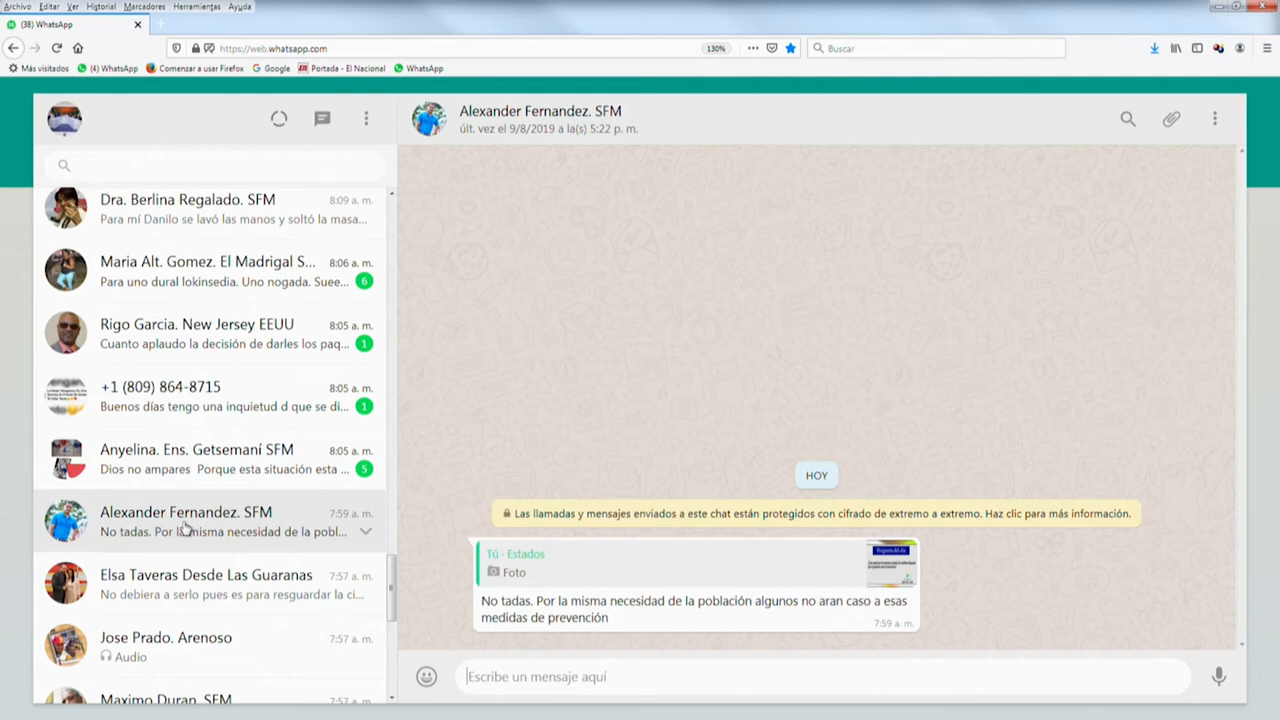 Archivo Editar Ver Historial Marcadores Herramientas Ayuda
(38) WhatsApp
https://web.whatsapp.com
130%
Buscar
Más visitados (4) WhatsApp Comenzar a usar Firefox Google Portada - El Nacional WhatsApp
Alexander Fernandez. SFM
últ. vez el 9/8/2019 a la(s) 5:22 p. m.
Dra. Berlina Regalado. SFM 8:09 a. m.
Para mí Danilo se lavó las manos y soltó la masa...
Maria Alt. Gomez. El Madrigal S... 8:06 a. m.
Para uno dural lokinsedia. Uno nogada. Suee... 6
Rigo Garcia. New Jersey EEUU 8:05 a. m.
Cuanto aplaudo la decisión de darles los paq... 1
+1 (809) 864-8715 8:05 a. m.
Buenos días tengo una inquietud d que se di... 1
Anyelina. Ens. Getsemaní SFM 8:05 a. m.
Dios no ampares Porque esta situación esta ... 5
Alexander Fernandez. SFM 7:59 a. m.
No tadas. Por la misma necesidad de la pobl...
Elsa Taveras Desde Las Guaranas 7:57 a. m.
No debiera a serlo pues es para resguardar la ci...
Jose Prado. Arenoso 7:57 a. m.
Audio
Maximo Duran. SFM 7:57 a. m.
HOY
Las llamadas y mensajes enviados a este chat están protegidos con cifrado de extremo a extremo. Haz clic para más información.
Tú · Estados
Foto
Pregunta del día
No tadas. Por la misma necesidad de la población algunos no aran caso a esas
medidas de prevención
7:59 a. m.
Escribe un mensaje aquí